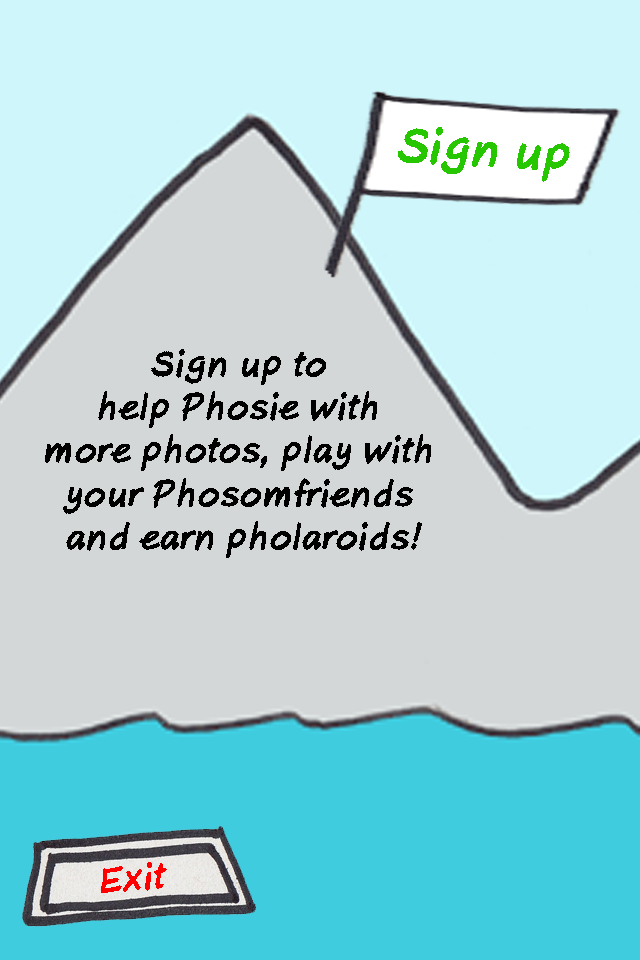 Sign up
Sign up to
help Phosie with
more photos, play with
your Phosomfriends
and earn pholaroids!
Exit